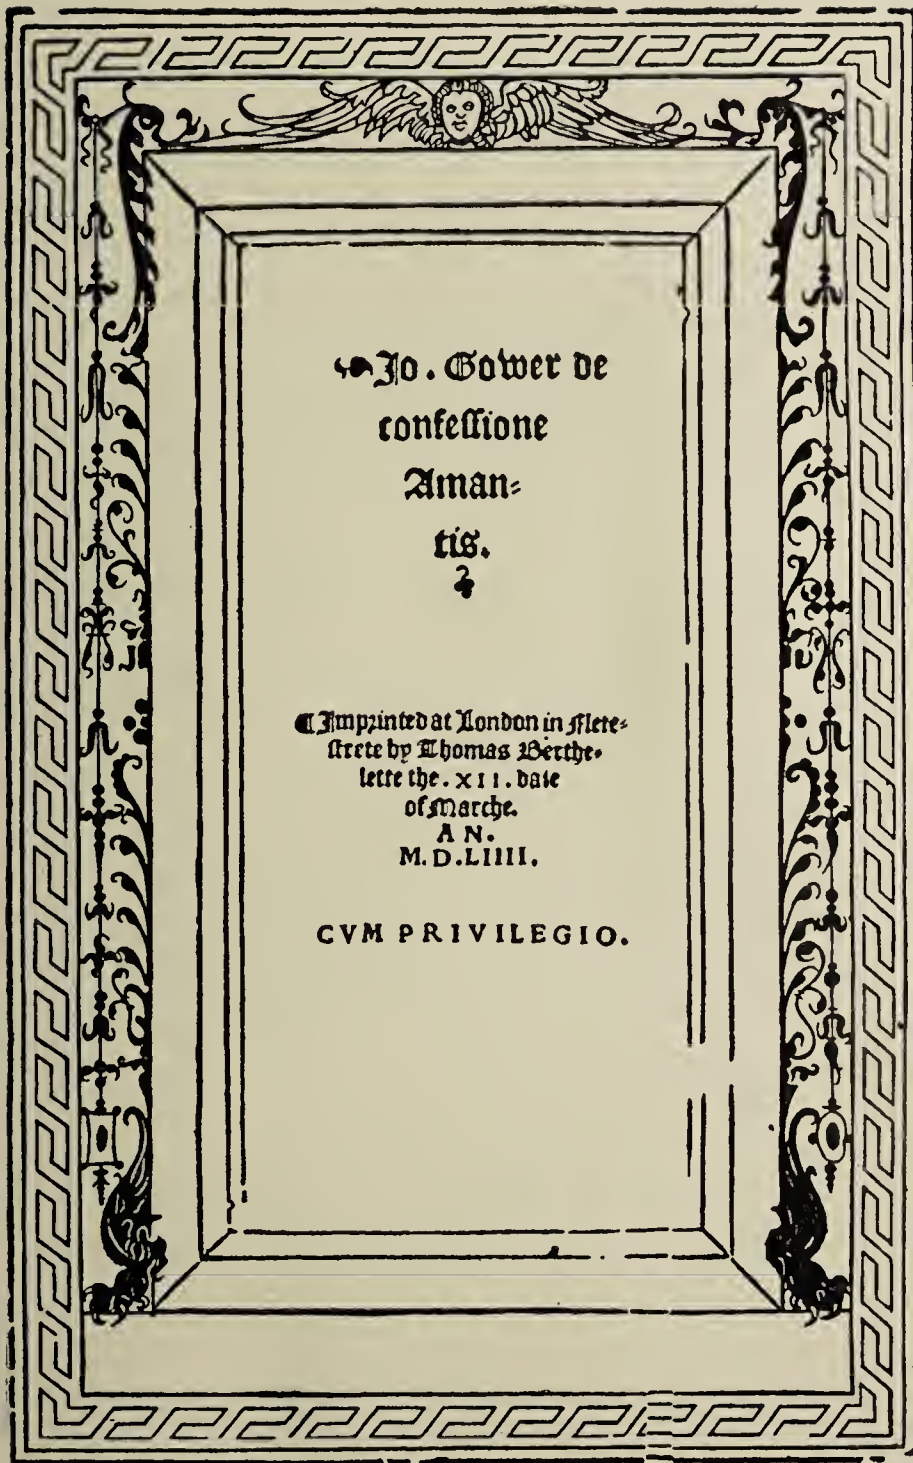 ❧Jo. Gower de
confessione
Aman⸗
tis.
¶Imprinted at London in Flete⸗
strete by Thomas Berthe⸗
lette the .XII. daie
of Marche.
AN.
M.D.LIIII.
CVM PRIVILEGIO.